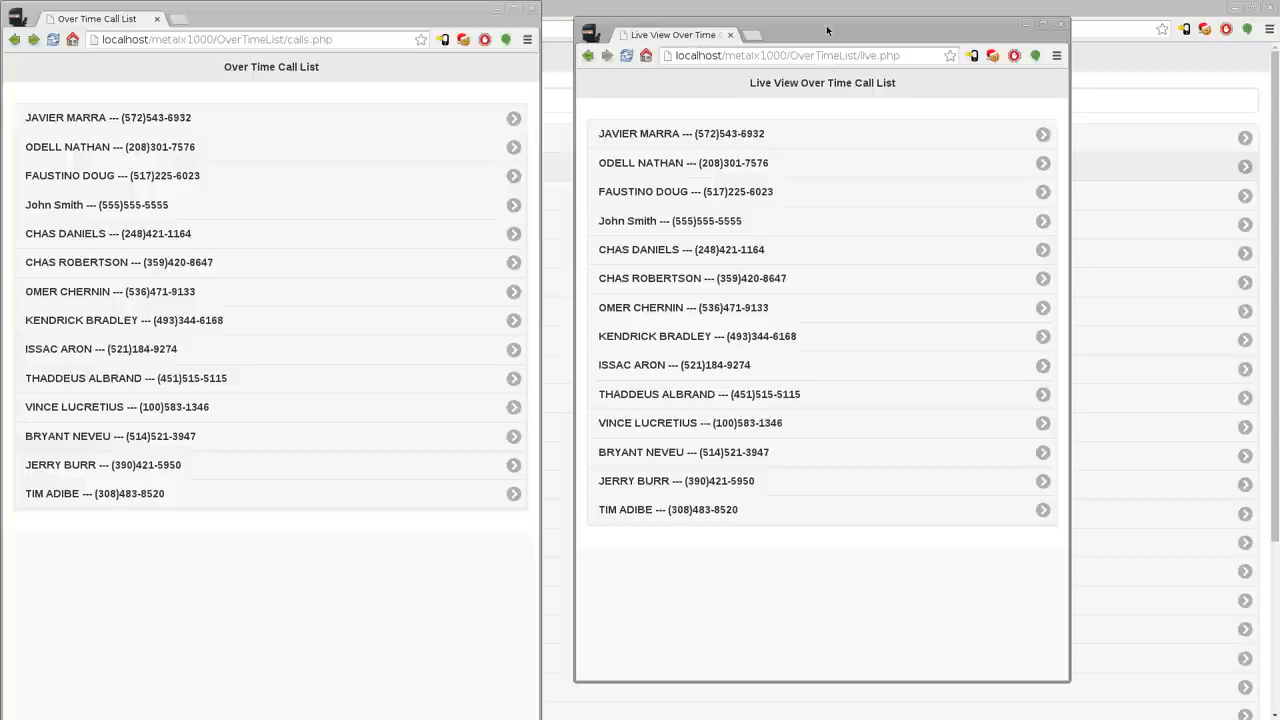 Over Time Call List
localhost/metalx1000/OverTimeList/calls.php
Over Time Call List
JAVIER MARRA --- (572)543-6932
ODELL NATHAN --- (208)301-7576
FAUSTINO DOUG --- (517)225-6023
John Smith --- (555)555-5555
CHAS DANIELS --- (248)421-1164
CHAS ROBERTSON --- (359)420-8647
OMER CHERNIN --- (536)471-9133
KENDRICK BRADLEY --- (493)344-6168
ISSAC ARON --- (521)184-9274
THADDEUS ALBRAND --- (451)515-5115
VINCE LUCRETIUS --- (100)583-1346
BRYANT NEVEU --- (514)521-3947
JERRY BURR --- (390)421-5950
TIM ADIBE --- (308)483-8520
Live View Over Time
localhost/metalx1000/OverTimeList/live.php
Live View Over Time Call List
JAVIER MARRA --- (572)543-6932
ODELL NATHAN --- (208)301-7576
FAUSTINO DOUG --- (517)225-6023
John Smith --- (555)555-5555
CHAS DANIELS --- (248)421-1164
CHAS ROBERTSON --- (359)420-8647
OMER CHERNIN --- (536)471-9133
KENDRICK BRADLEY --- (493)344-6168
ISSAC ARON --- (521)184-9274
THADDEUS ALBRAND --- (451)515-5115
VINCE LUCRETIUS --- (100)583-1346
BRYANT NEVEU --- (514)521-3947
JERRY BURR --- (390)421-5950
TIM ADIBE --- (308)483-8520